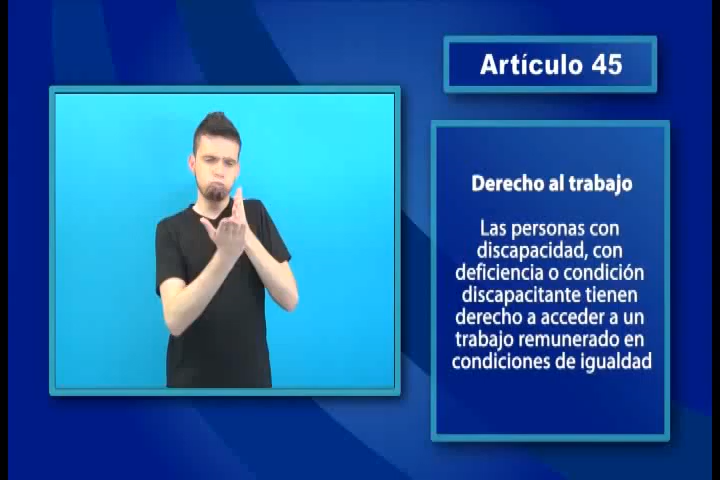 Artículo 45
Derecho al trabajo
Las personas con
discapacidad, con
deficiencia o condición
discapacitante tienen
derecho a acceder a un
trabajo remunerado en
condiciones de igualdad